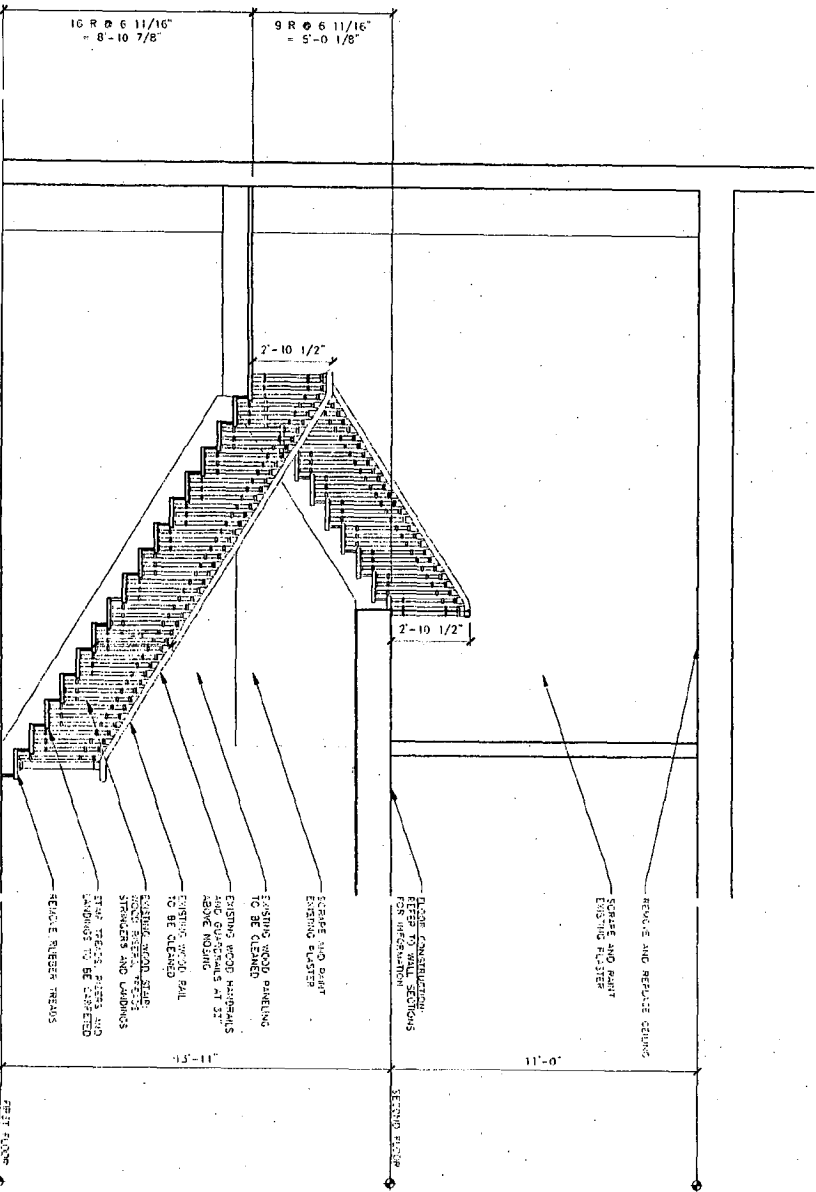 16 R @ 6 11/16"
= 8'-10 7/8"
9 R @ 6 11/16"
= 5'-0 1/8"
2'-10 1/2"
2'-10 1/2"
REMOVE AND REPLACE CEILING
SCRAPE AND PAINT
EXISTING PLASTER
FLOOR CONSTRUCTION:
REFER TO WALL SECTIONS
FOR INFORMATION
SCRAPE AND PAINT
EXISTING PLASTER
EXISTING WOOD PANELING
TO BE CLEANED
EXISTING WOOD HANDRAILS
AND GUARDRAILS AT 32"
ABOVE NOSING
EXISTING WOOD RAIL
TO BE CLEANED
EXISTING WOOD STAIR:
WOOD RISERS, TREADS
STRINGERS AND LANDINGS
STAIR TREADS, RISERS AND
LANDINGS TO BE CARPETED
REMOVE RUBBER TREADS
13'-11"
11'-0"
FIRST FLOOR
SECOND FLOOR